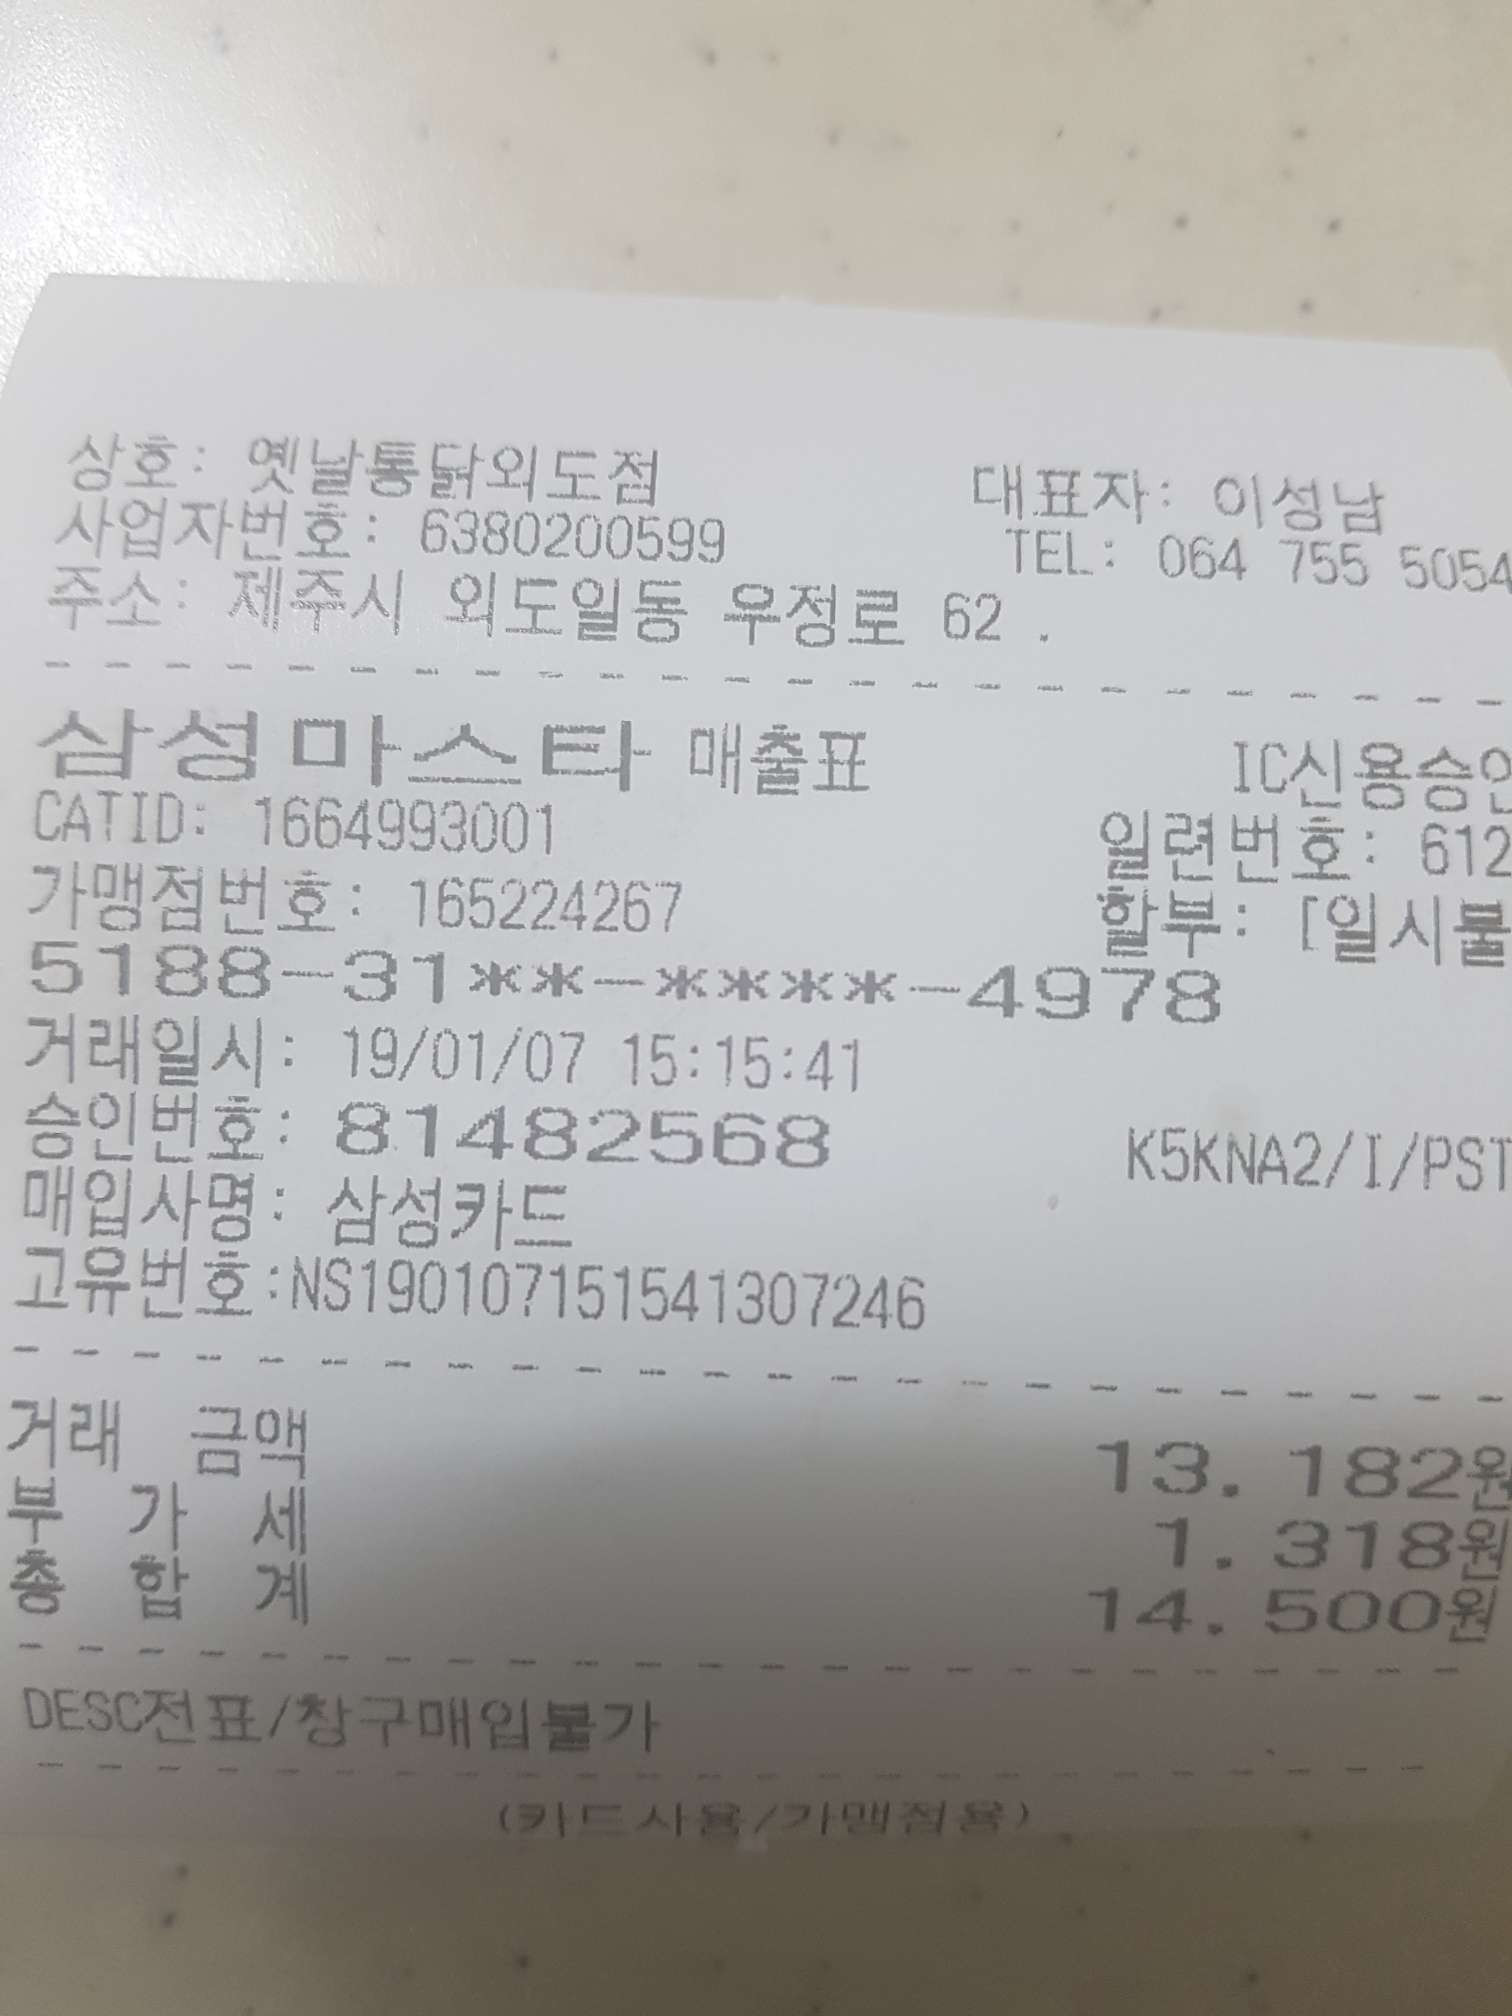 상호: 옛날통닭외도점 대표자: 이성남
사업자번호: 6380200599 TEL: 064 755 5054
주소: 제주시 외도일동 우정로 62 .
삼성마스타 매출표 IC신용승인
CATID: 1664993001 일련번호: 612
가맹점번호: 165224267 할부: [일시불
5188-31**-****-4978
거래일시: 19/01/07 15:15:41
승인번호: 81482568 K5KNA2/I/PST
매입사명: 삼성카드
고유번호:NS190107151541307246
거래 금액 13.182원
부 가 세 1.318원
총 합 계 14.500원
DESC전표/창구매입불가
(카드사용/가맹점용)